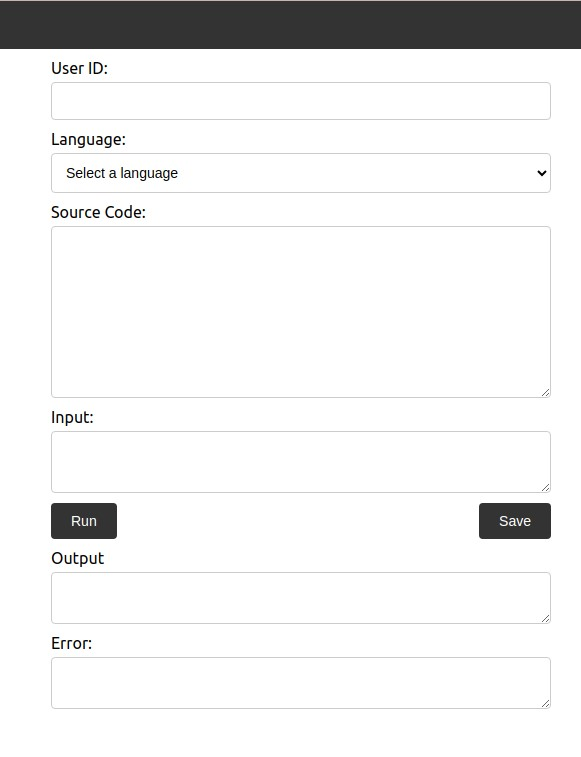 User ID:
Language:
Select a language
Source Code:
Input:
Run
Save
Output
Error: